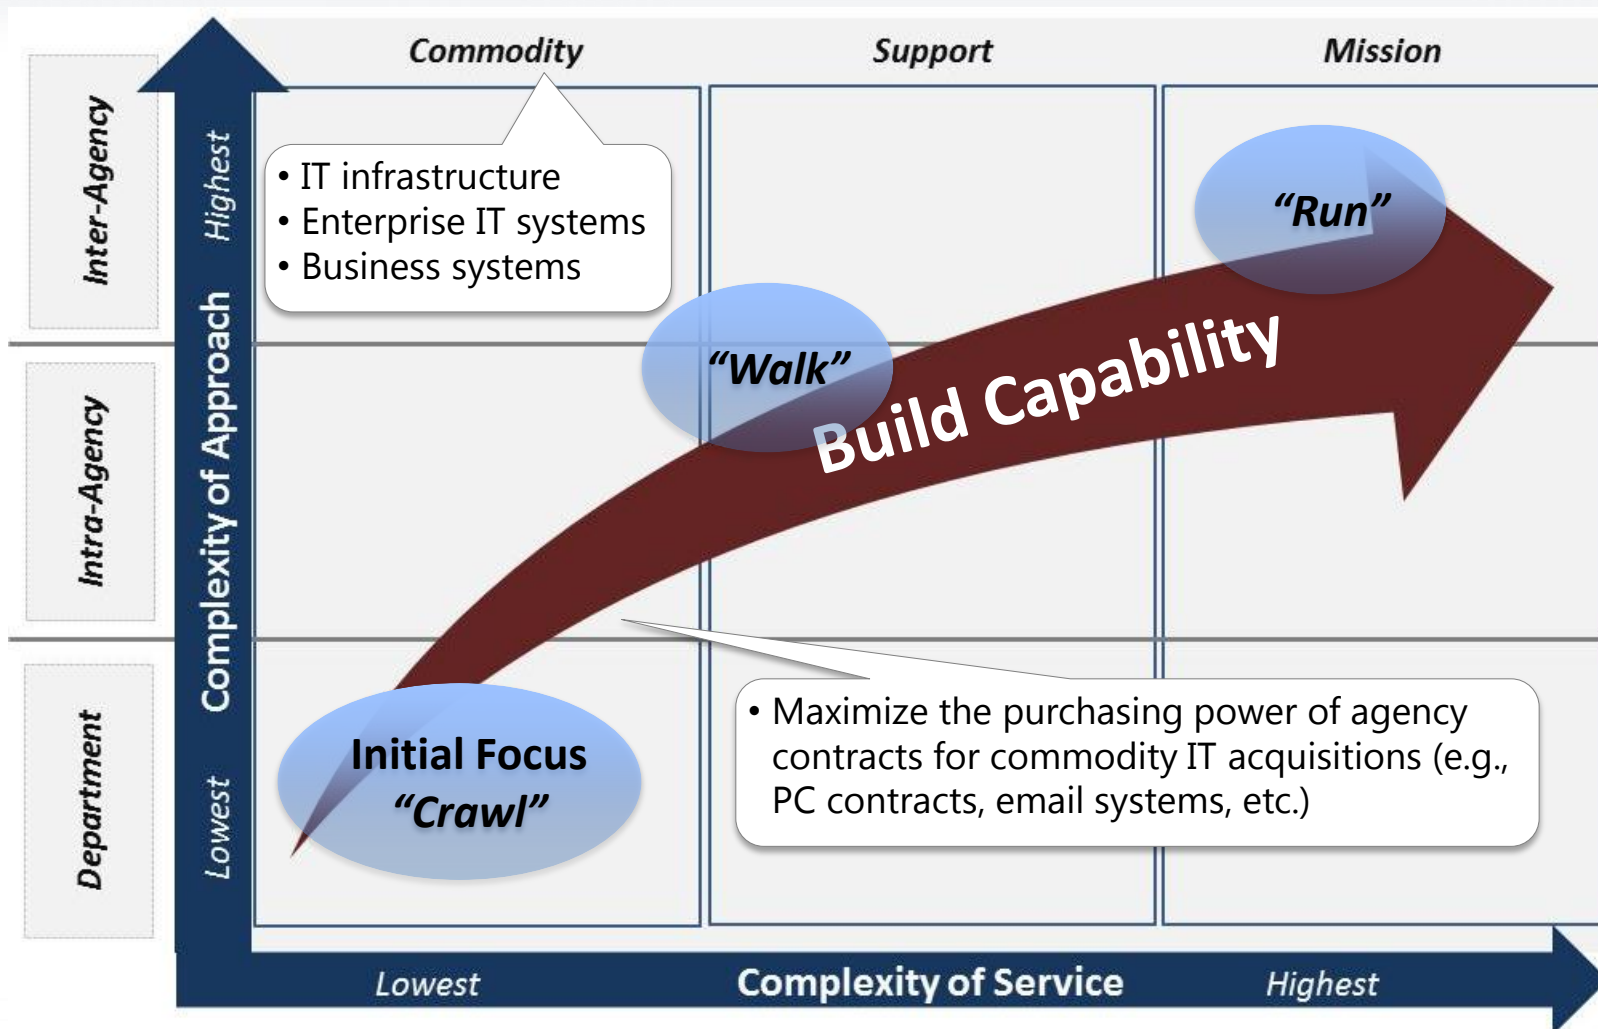 Commodity
Support
Mission
Inter-Agency
Intra-Agency
Department
Highest
Complexity of Approach
Lowest
• IT infrastructure
• Enterprise IT systems
• Business systems
“Run”
“Walk”
Build Capability
Initial Focus
“Crawl”
• Maximize the purchasing power of agency
contracts for commodity IT acquisitions (e.g.,
PC contracts, email systems, etc.)
Lowest
Complexity of Service
Highest